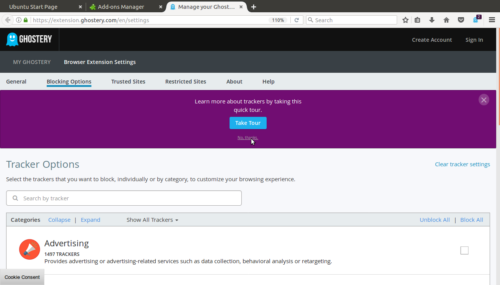 Ubuntu Start Page
Add-ons Manager
Manage your Ghost...
https://extension.ghostery.com/en/settings
110%
Search
GHOSTERY
Create Account
Sign In
MY GHOSTERY
Browser Extension Settings
General
Blocking Options
Trusted Sites
Restricted Sites
About
Help
Learn more about trackers by taking this
quick tour.
Take Tour
Tracker Options
Clear tracker settings
Select the trackers that you want to block, individually or by category, to customize your browsing experience.
Search by tracker
Categories
Collapse | Expand
Show All Trackers
Unblock All | Block All
Advertising
1497 TRACKERS
Provides advertising or advertising-related services such as data collection, behavioral analysis or retargeting.
Cookie Consent